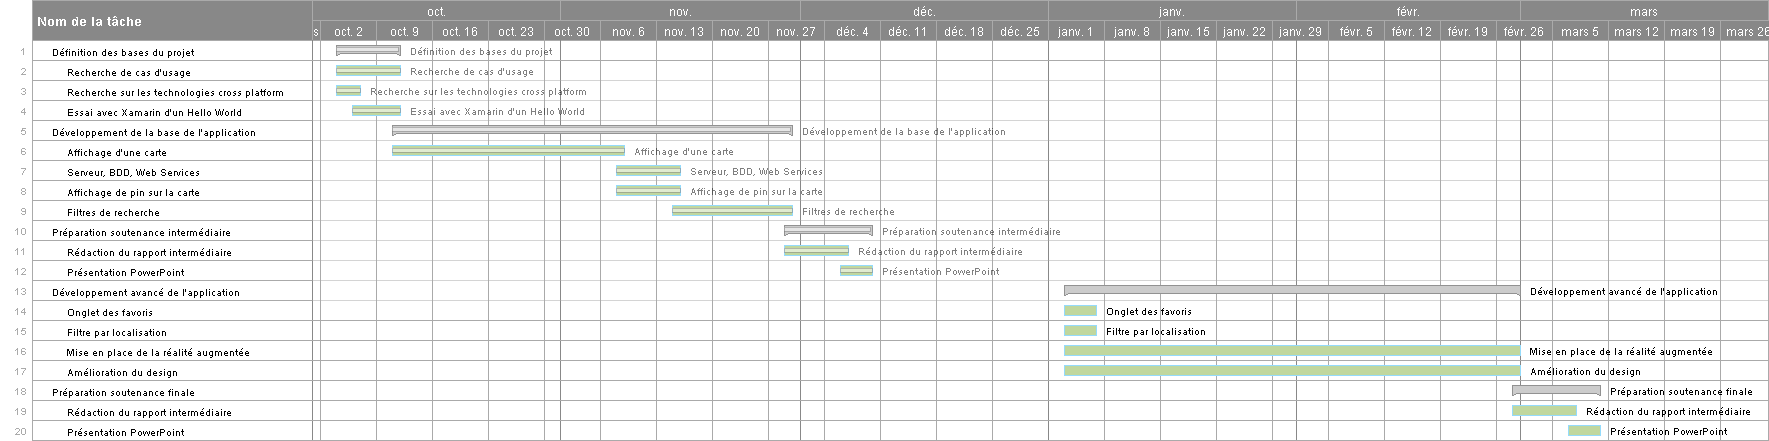 Nom de la tâche
oct. nov. déc. janv. févr. mars
s oct. 2 oct. 9 oct. 16 oct. 23 oct. 30 nov. 6 nov. 13 nov. 20 nov. 27 déc. 4 déc. 11 déc. 18 déc. 25 janv. 1 janv. 8 janv. 15 janv. 22 janv. 29 févr. 5 févr. 12 févr. 19 févr. 26 mars 5 mars 12 mars 19 mars 26
1 Définition des bases du projet Définition des bases du projet
2 Recherche de cas d'usage Recherche de cas d'usage
3 Recherche sur les technologies cross platform Recherche sur les technologies cross platform
4 Essai avec Xamarin d'un Hello World Essai avec Xamarin d'un Hello World
5 Développement de la base de l'application Développement de la base de l'application
6 Affichage d'une carte Affichage d'une carte
7 Serveur, BDD, Web Services Serveur, BDD, Web Services
8 Affichage de pin sur la carte Affichage de pin sur la carte
9 Filtres de recherche Filtres de recherche
10 Préparation soutenance intermédiaire Préparation soutenance intermédiaire
11 Rédaction du rapport intermédiaire Rédaction du rapport intermédiaire
12 Présentation PowerPoint Présentation PowerPoint
13 Développement avancé de l'application Développement avancé de l'application
14 Onglet des favoris Onglet des favoris
15 Filtre par localisation Filtre par localisation
16 Mise en place de la réalité augmentée Mise en place de la réalité augmentée
17 Amélioration du design Amélioration du design
18 Préparation soutenance finale Préparation soutenance finale
19 Rédaction du rapport intermédiaire Rédaction du rapport intermédiaire
20 Présentation PowerPoint Présentation PowerPoint